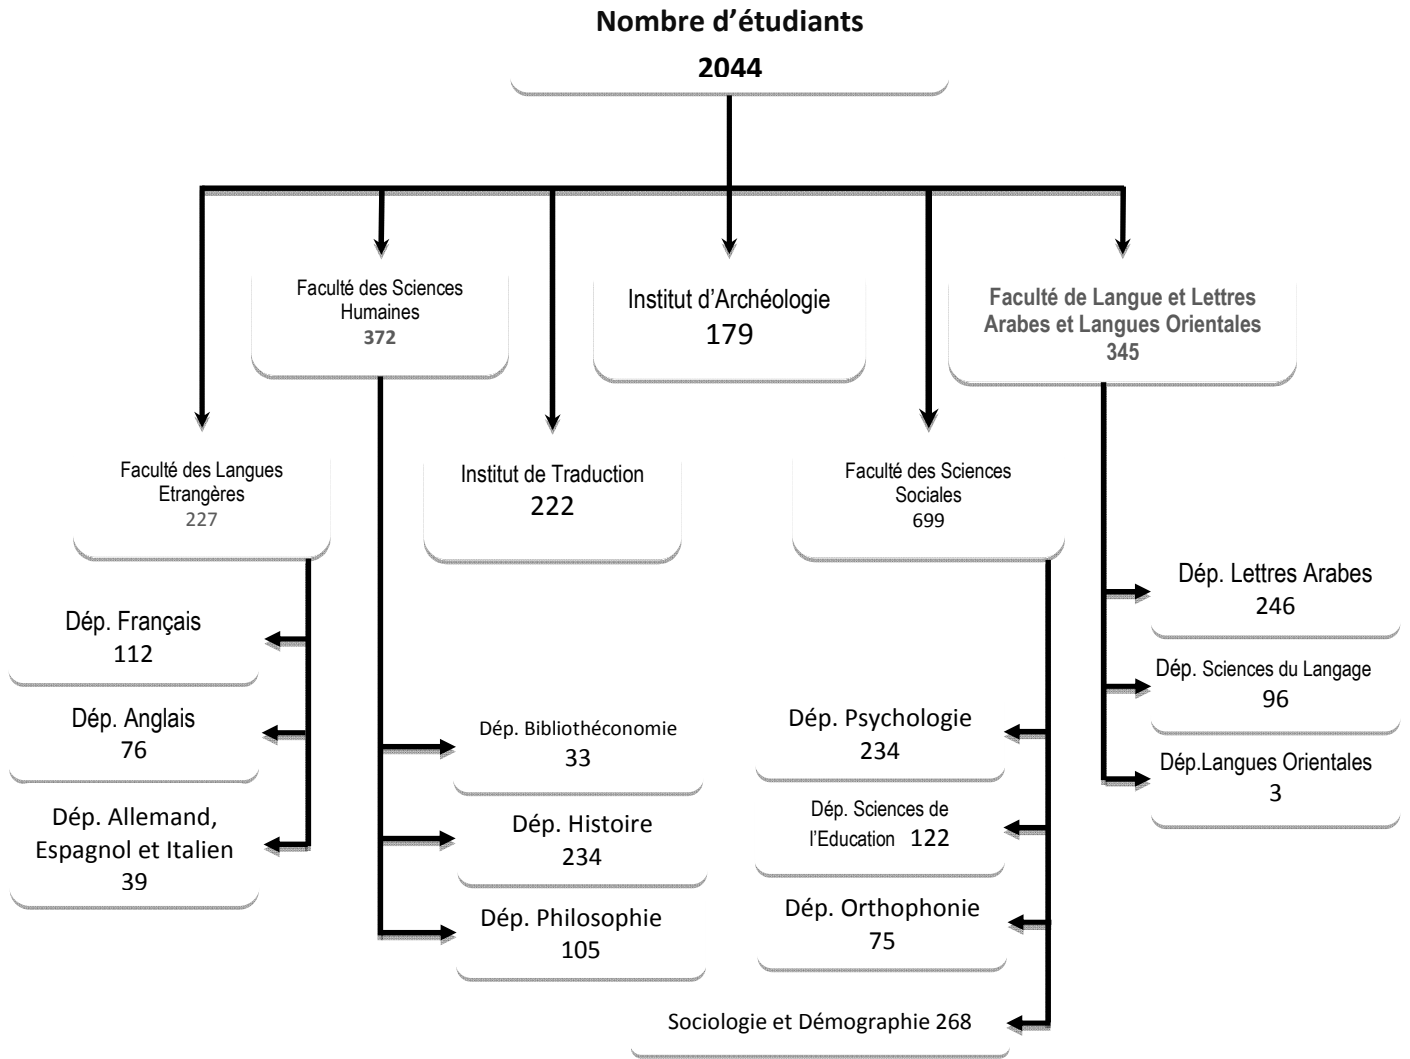 Nombre d’étudiants
2044
Faculté des Sciences
Humaines
372
Institut d’Archéologie
179
Faculté de Langue et Lettres
Arabes et Langues Orientales
345
Faculté des Langues
Etrangères
227
Institut de Traduction
222
Faculté des Sciences
Sociales
699
Dép. Français
112
Dép. Anglais
76
Dép. Allemand,
Espagnol et Italien
39
Dép. Bibliothéconomie
33
Dép. Histoire
234
Dép. Philosophie
105
Dép. Psychologie
234
Dép. Sciences de
l’Education 122
Dép. Orthophonie
75
Sociologie et Démographie 268
Dép. Lettres Arabes
246
Dép. Sciences du Langage
96
Dép.Langues Orientales
3